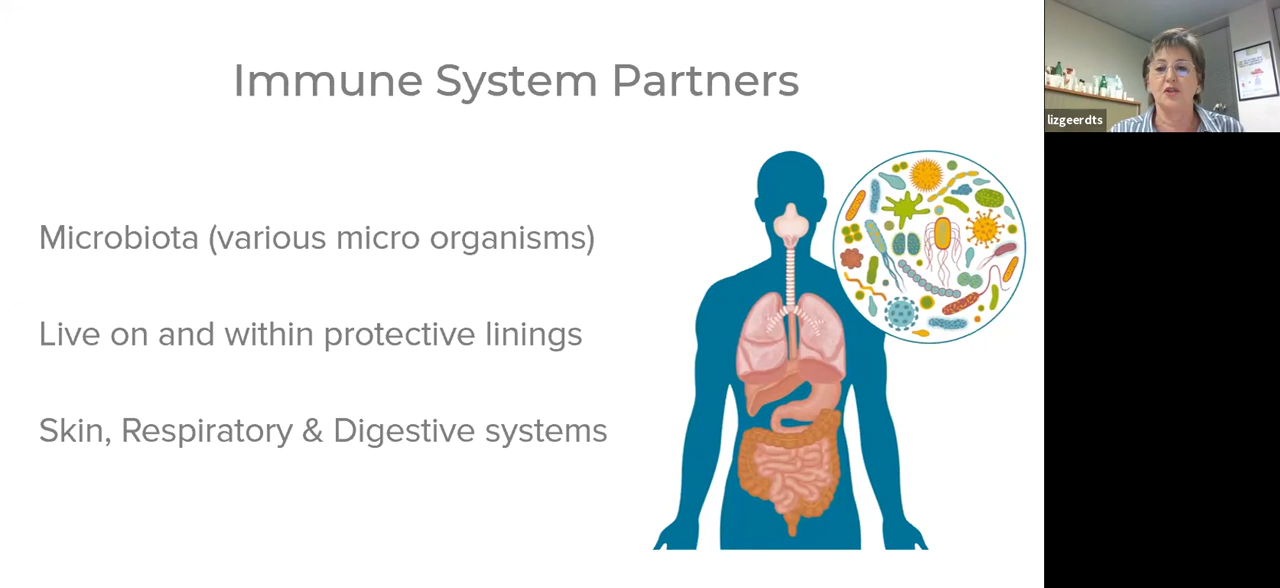 Immune System Partners
Microbiota (various micro organisms)
Live on and within protective linings
Skin, Respiratory & Digestive systems
lizgeerdts